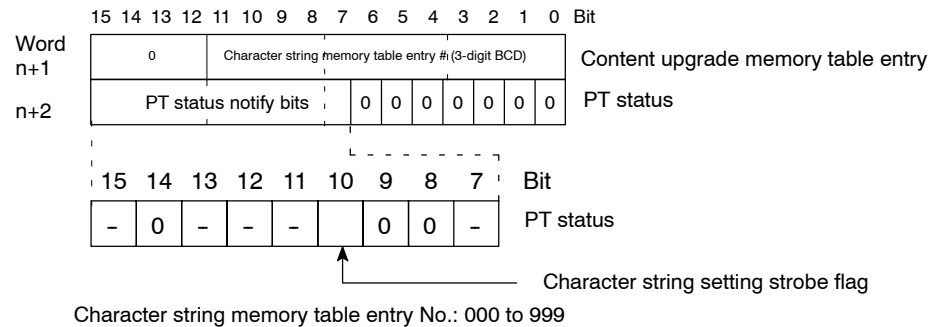 15 14 13 12 11 10 9 8 7 6 5 4 3 2 1 0 Bit
Word
n+1
0 Character string memory table entry # (3-digit BCD) Content upgrade memory table entry
n+2 PT status notify bits 0 0 0 0 0 0 0 PT status
15 14 13 12 11 10 9 8 7 Bit
– 0 – – – 0 0 – PT status
Character string setting strobe flag
Character string memory table entry No.: 000 to 999